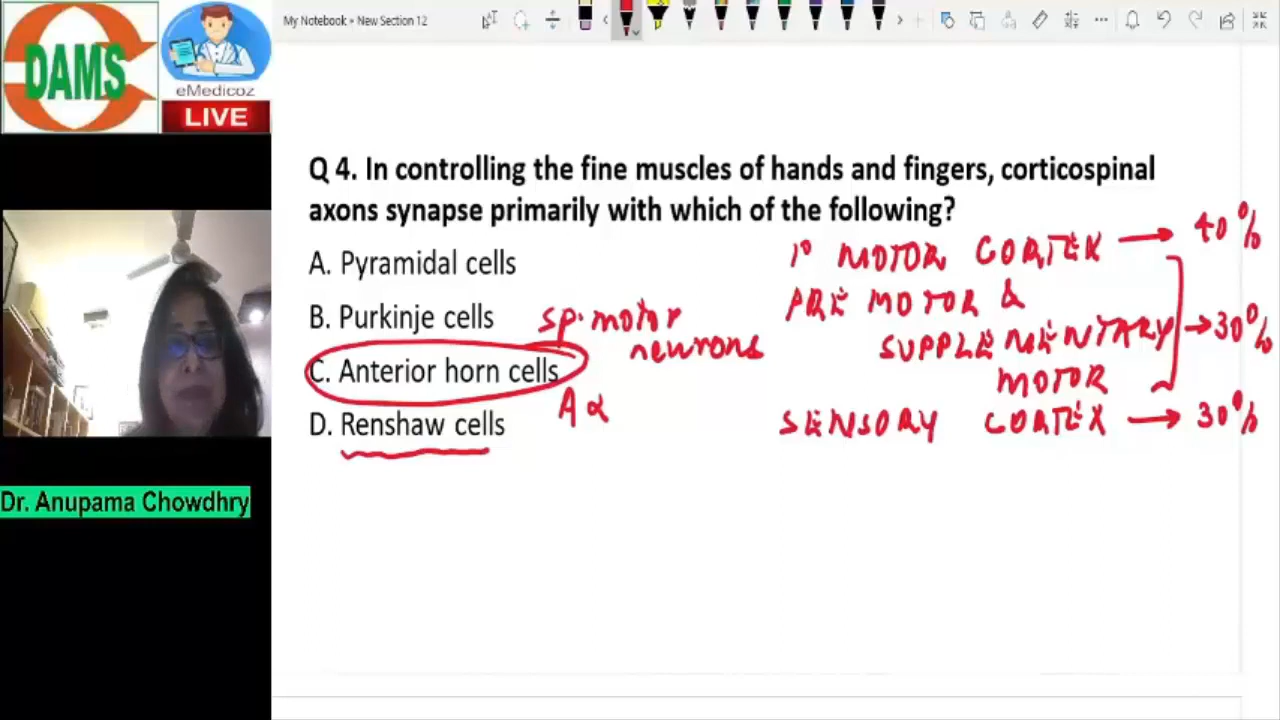 My Notebook » New Section 12
DAMS
eMedicoz
LIVE
Q 4. In controlling the fine muscles of hands and fingers, corticospinal
axons synapse primarily with which of the following?
A. Pyramidal cells
B. Purkinje cells
C. Anterior horn cells
D. Renshaw cells
sp. motor
neurons
Aα
1° MOTOR CORTEX → 40%
PRE MOTOR &
SUPPLEMENTARY → 30%
MOTOR
SENSORY CORTEX → 30%
Dr. Anupama Chowdhry